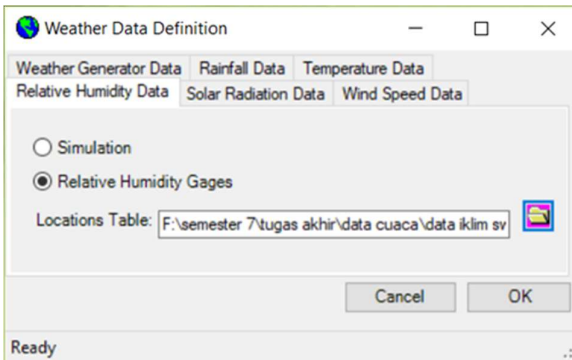 Weather Data Definition
Weather Generator Data Rainfall Data Temperature Data
Relative Humidity Data Solar Radiation Data Wind Speed Data
Simulation
Relative Humidity Gages
Locations Table: F:\semester 7\tugas akhir\data cuaca\data iklim sv
Cancel OK
Ready